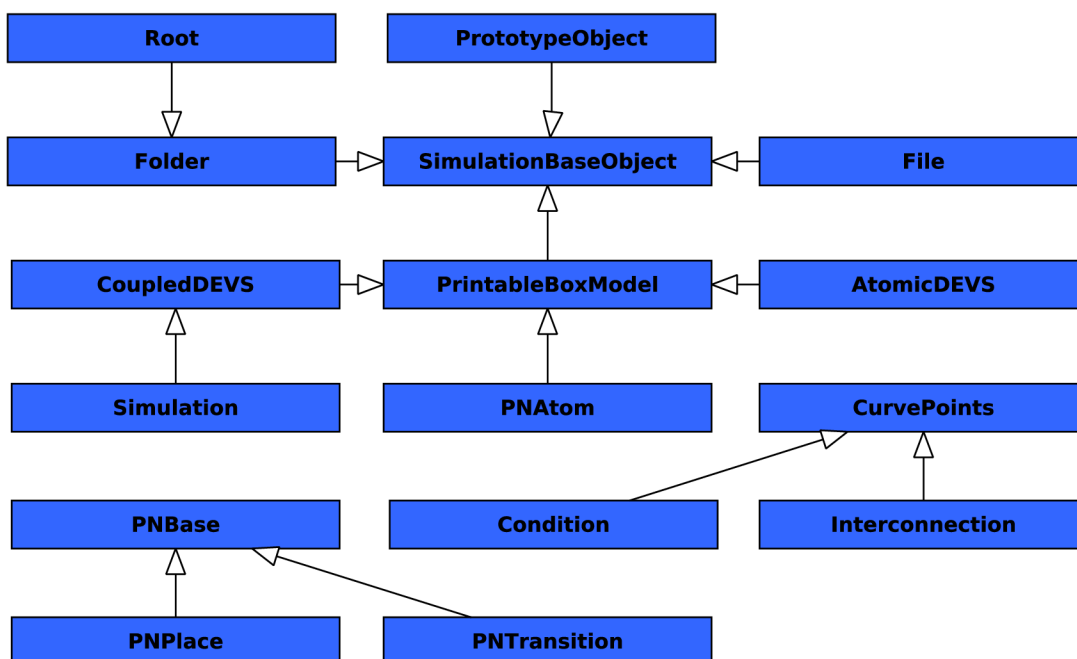 Root
PrototypeObject
Folder
SimulationBaseObject
File
CoupledDEVS
PrintableBoxModel
AtomicDEVS
Simulation
PNAtom
CurvePoints
PNBase
Condition
Interconnection
PNPlace
PNTransition